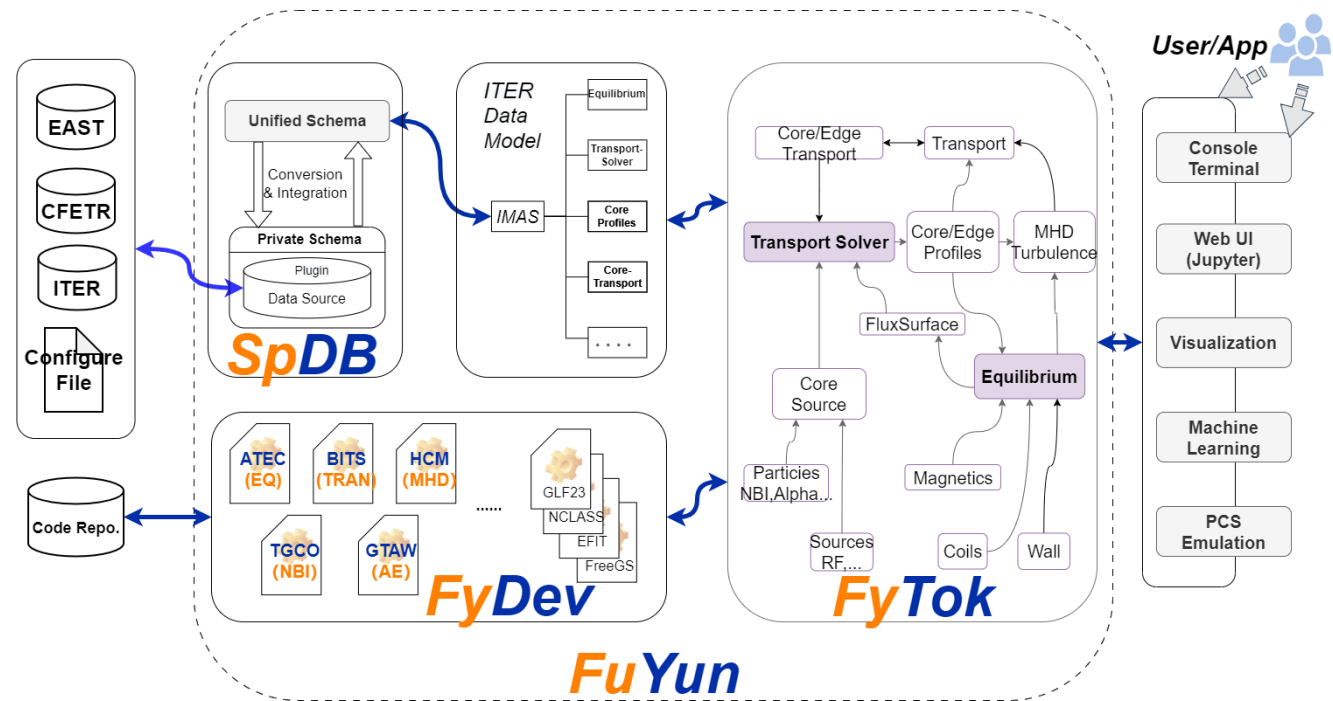 User/App
EAST
CFETR
ITER
Configure
File
Code Repo.
Unified Schema
Conversion
& Integration
Private Schema
Plugin
Data Source
SpDB
ITER
Data
Model
IMAS
Equilibrium
Transport-
Solver
Core
Profiles
Core-
Transport
....
ATEC
(EQ)
BITS
(TRAN)
HCM
(MHD)
TGCO
(NBI)
GTAW
(AE)
......
GLF23
NCLASS
EFIT
FreeGS
FyDev
Core/Edge
Transport
Transport
Transport Solver
Core/Edge
Profiles
MHD
Turbulence
FluxSurface
Equilibrium
Core
Source
Particies
NBI,Alpha...
Magnetics
Sources
RF,...
Coils
Wall
FyTok
FuYun
Console
Terminal
Web UI
(Jupyter)
Visualization
Machine
Learning
PCS
Emulation